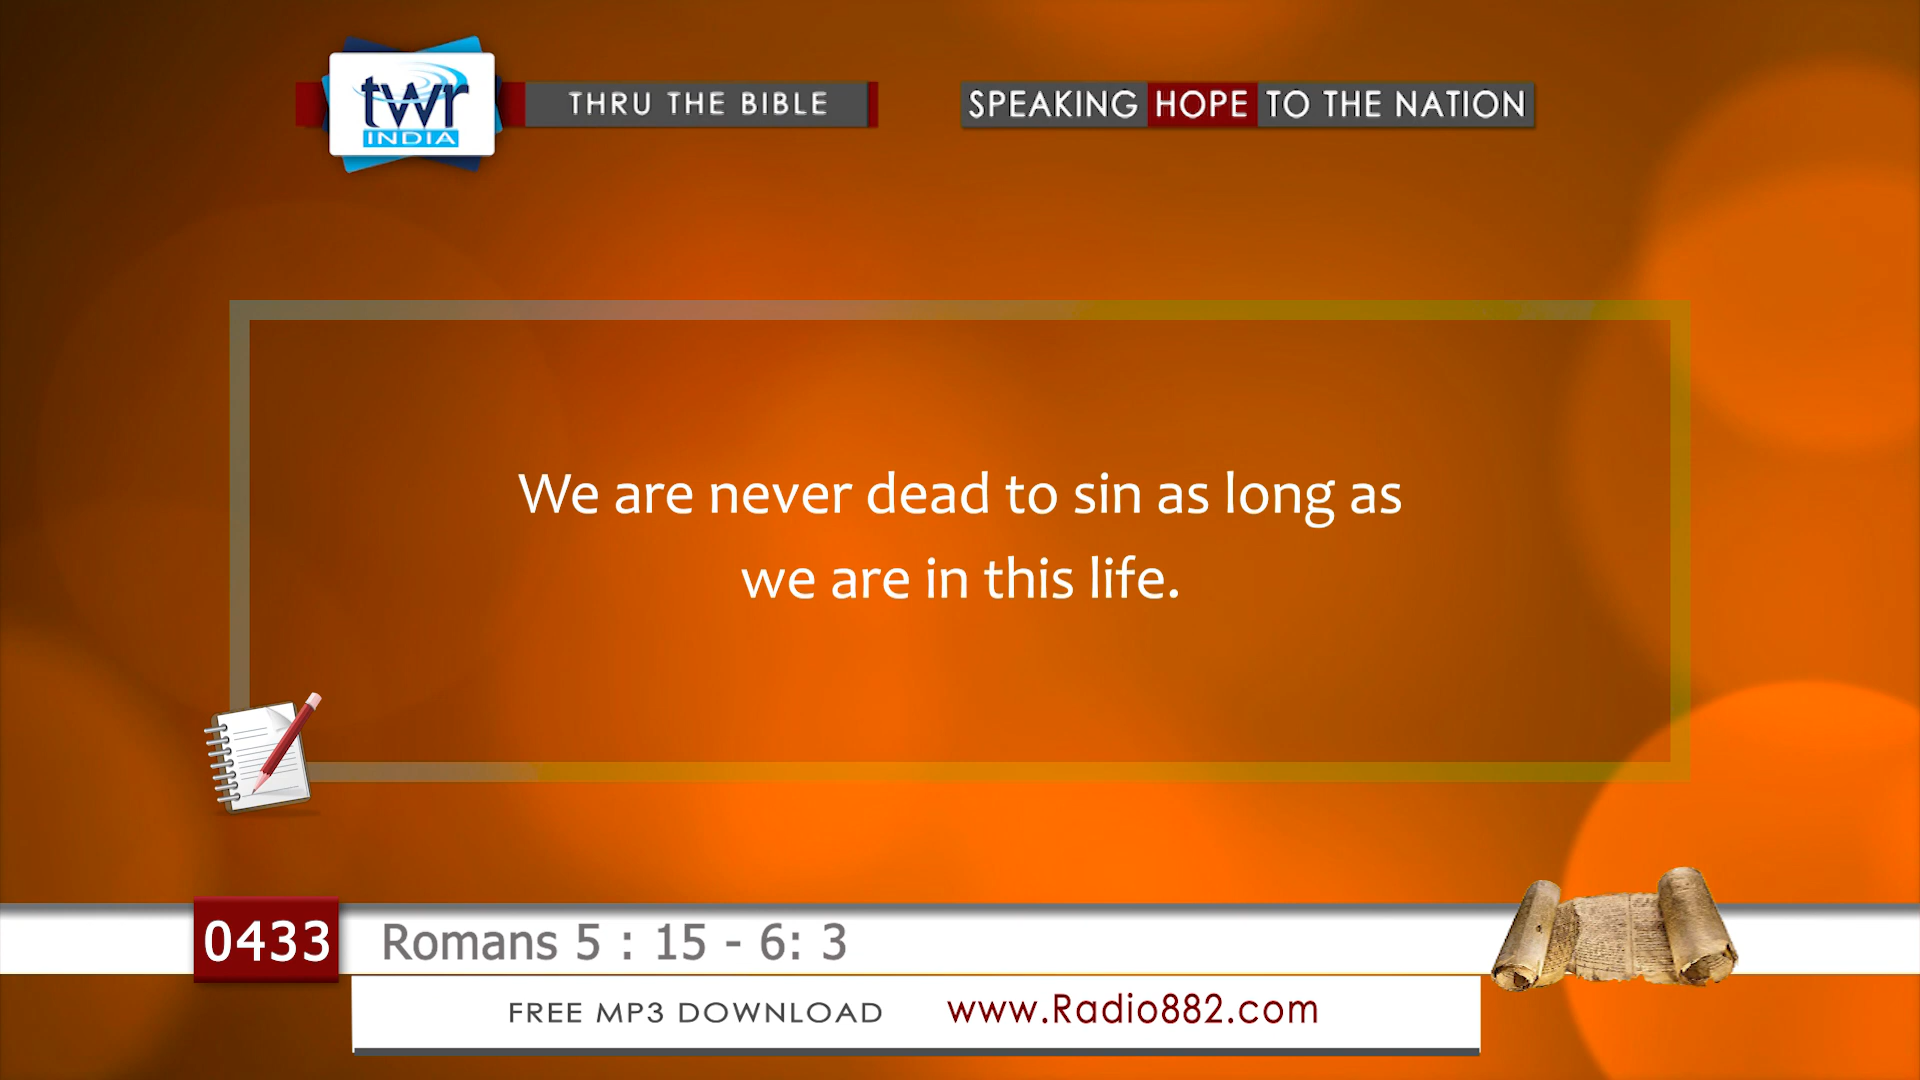 twr
INDIA
THRU THE BIBLE
SPEAKING HOPE TO THE NATION
We are never dead to sin as long as
we are in this life.
0433
Romans 5 : 15 - 6: 3
FREE MP3 DOWNLOAD
www.Radio882.com